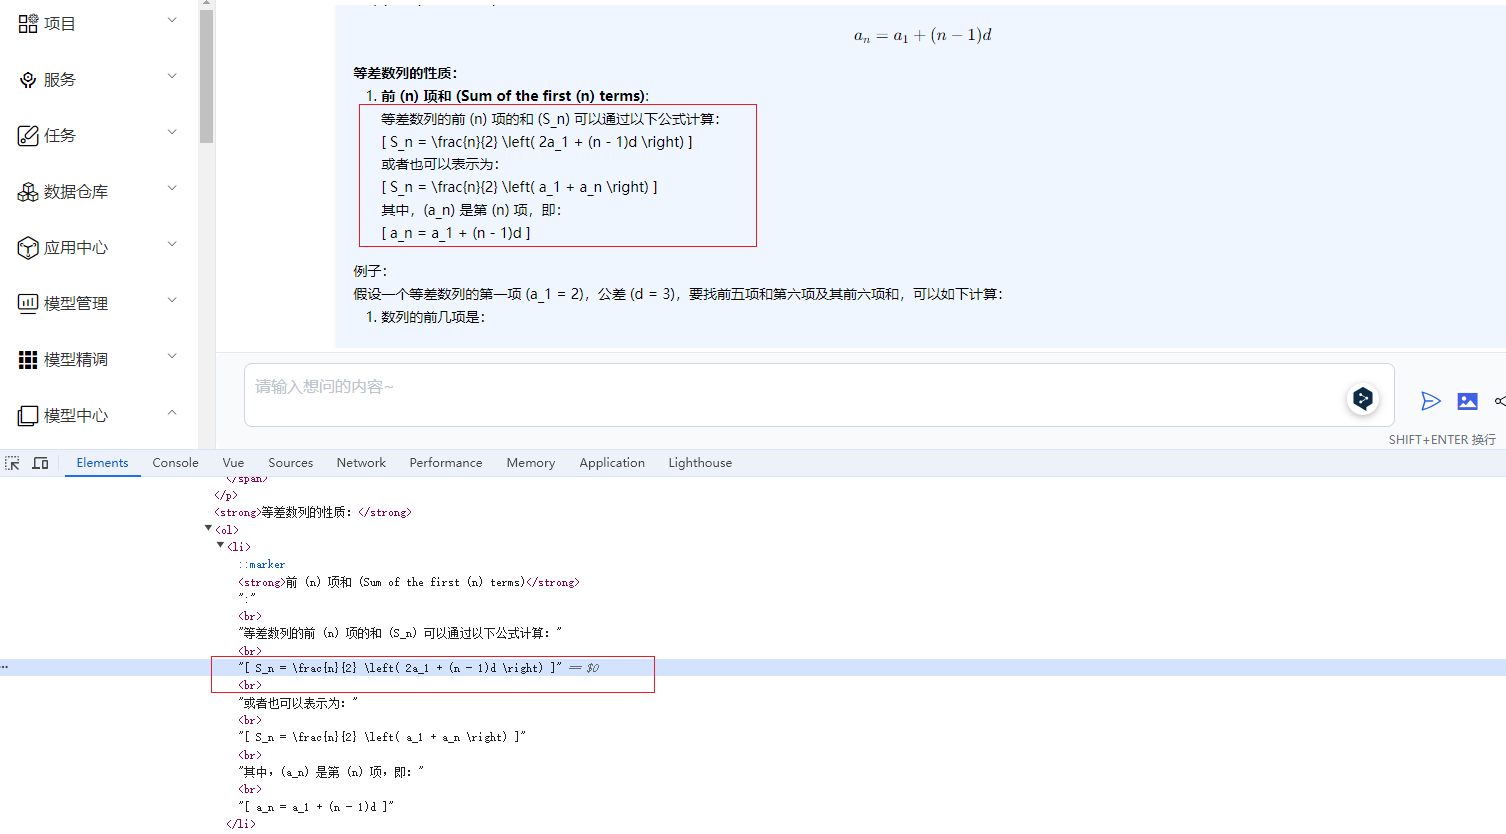 项目
服务
任务
数据仓库
应用中心
模型管理
模型精调
模型中心
aₙ = a₁ + (n − 1)d
等差数列的性质：
1. 前 (n) 项和 (Sum of the first (n) terms):
等差数列的前 (n) 项的和 (S_n) 可以通过以下公式计算：
[ S_n = \frac{n}{2} \left( 2a_1 + (n - 1)d \right) ]
或者也可以表示为：
[ S_n = \frac{n}{2} \left( a_1 + a_n \right) ]
其中，(a_n) 是第 (n) 项，即：
[ a_n = a_1 + (n - 1)d ]
例子：
假设一个等差数列的第一项 (a_1 = 2)，公差 (d = 3)，要找前五项和第六项及其前六项和，可以如下计算：
1. 数列的前几项是：
请输入想问的内容~
SHIFT+ENTER 换行
Elements Console Vue Sources Network Performance Memory Application Lighthouse
</span>
</p>
<strong>等差数列的性质：</strong>
<ol>
<li>
::marker
<strong>前 (n) 项和 (Sum of the first (n) terms)</strong>
":"
<br>
"等差数列的前 (n) 项的和 (S_n) 可以通过以下公式计算："
<br>
"[ S_n = \frac{n}{2} \left( 2a_1 + (n - 1)d \right) ]" == $0
<br>
"或者也可以表示为："
<br>
"[ S_n = \frac{n}{2} \left( a_1 + a_n \right) ]"
<br>
"其中，(a_n) 是第 (n) 项，即："
<br>
"[ a_n = a_1 + (n - 1)d ]"
</li>